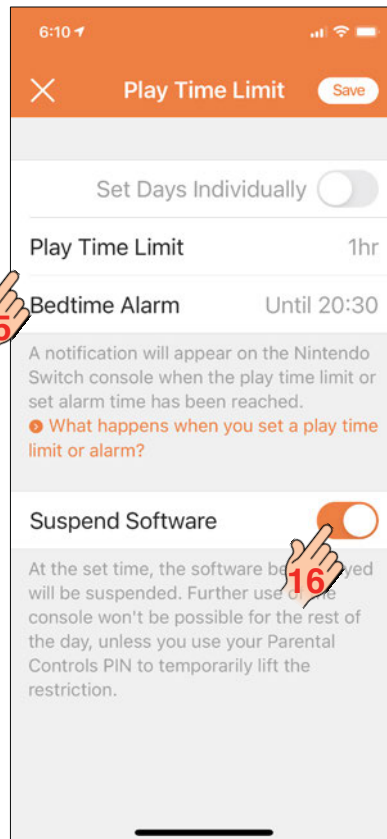 6:10
Play Time Limit
Save
Set Days Individually
Play Time Limit
1hr
Bedtime Alarm
Until 20:30
5
A notification will appear on the Nintendo
Switch console when the play time limit or
set alarm time has been reached.
What happens when you set a play time
limit or alarm?
Suspend Software
16
At the set time, the software be yed
will be suspended. Further use e
console won't be possible for the rest of
the day, unless you use your Parental
Controls PIN to temporarily lift the
restriction.